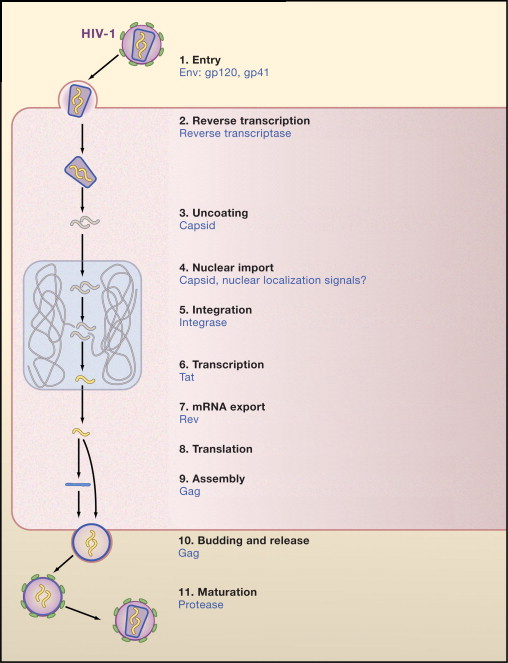 HIV-1
1. Entry
Env: gp120, gp41
2. Reverse transcription
Reverse transcriptase
3. Uncoating
Capsid
4. Nuclear import
Capsid, nuclear localization signals?
5. Integration
Integrase
6. Transcription
Tat
7. mRNA export
Rev
8. Translation
9. Assembly
Gag
10. Budding and release
Gag
11. Maturation
Protease